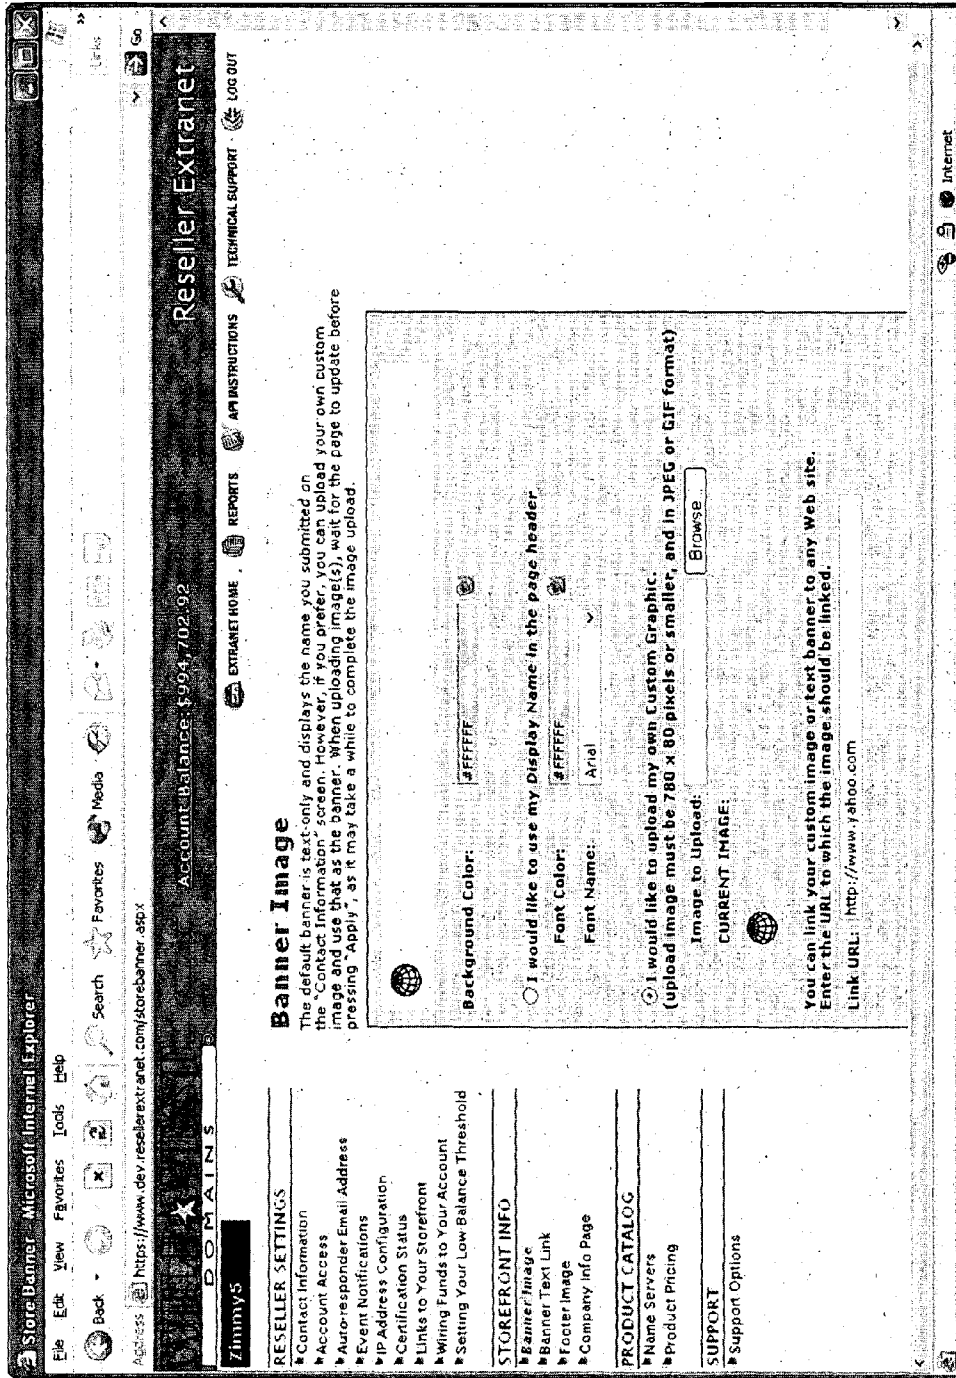 Store Banner - Microsoft Internet Explorer
File Edit View Favorites Tools Help
Back Search Favorites Media
Address https://www.dev.resellerextranet.com/storebanner.aspx Go Links »
DOMAINS
Account Balance: $994,702.92
Reseller Extranet
Zimmy5
EXTRANET HOME REPORTS API INSTRUCTIONS TECHNICAL SUPPORT LOG OUT
RESELLER SETTINGS
Contact Information
Account Access
Auto-responder Email Address
Event Notifications
IP Address Configuration
Certification Status
Links to Your Storefront
Wiring Funds to Your Account
Setting Your Low Balance Threshold
STOREFRONT INFO
Banner Image
Banner Text Link
Footer Image
Company Info Page
PRODUCT CATALOG
Name Servers
Product Pricing
SUPPORT
Support Options
Banner Image
The default banner is text-only and displays the name you submitted on
the "Contact Information" screen. However, if you prefer, you can upload your own custom
image and use that as the banner. When uploading image(s), wait for the page to update before
pressing "Apply", as it may take a while to complete the image upload.
Background Color: #FFFFFF
I would like to use my Display Name in the page header
Font Color: #FFFFFF
Font Name: Arial
I would like to upload my own Custom Graphic.
(upload image must be 780 x 80 pixels or smaller, and in JPEG or GIF format)
Image to Upload: Browse...
CURRENT IMAGE:
You can link your custom image or text banner to any Web site.
Enter the URL to which the image should be linked.
Link URL: http://www.yahoo.com
Internet